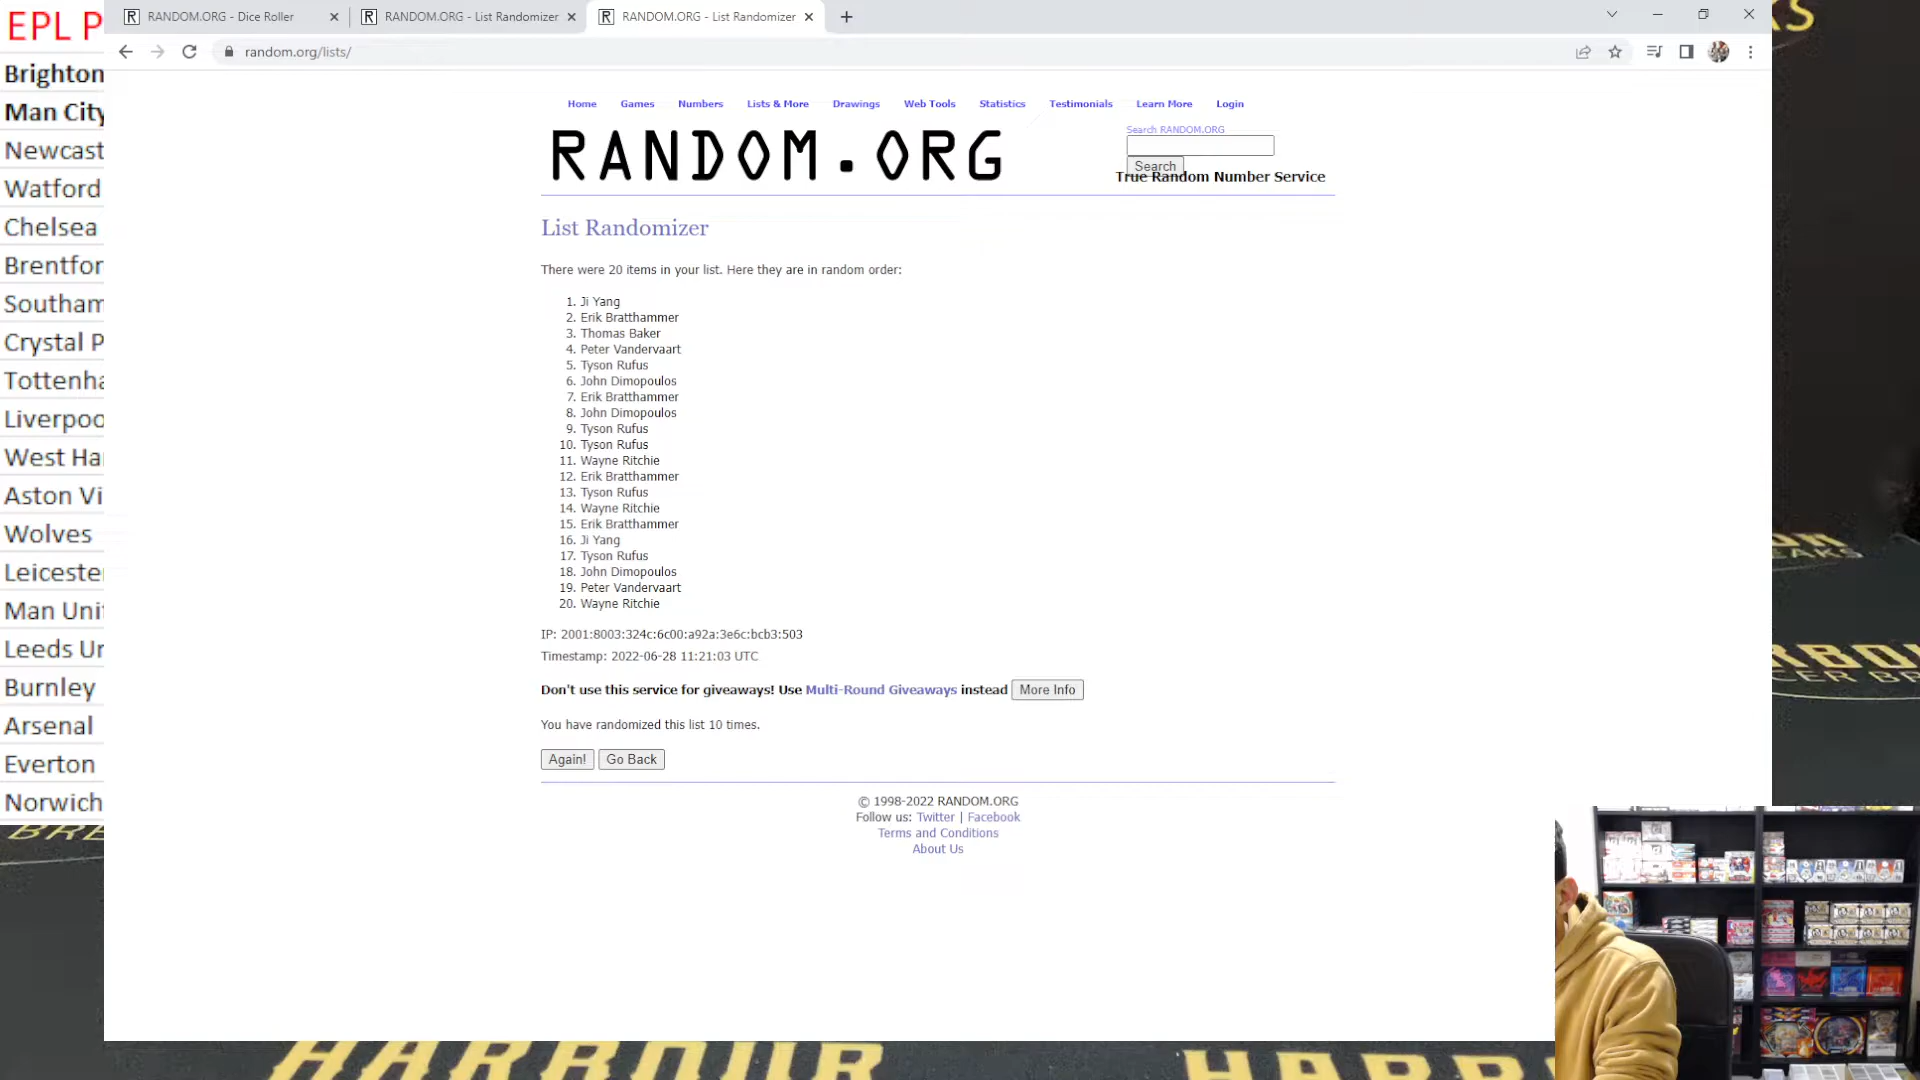 EPL P
Brighton
Man City
Newcast
Watford
Chelsea
Brentfor
Southam
Crystal P
Tottenha
Liverpoo
West Ha
Aston Vi
Wolves
Leicester
Man Uni
Leeds Ur
Burnley
Arsenal
Everton
Norwich
RANDOM.ORG - Dice Roller
RANDOM.ORG - List Randomizer
RANDOM.ORG - List Randomizer
random.org/lists/
Home Games Numbers Lists & More Drawings Web Tools Statistics Testimonials Learn More Login
RANDOM.ORG
Search RANDOM.ORG
Search
True Random Number Service
List Randomizer
There were 20 items in your list. Here they are in random order:
1. Ji Yang
2. Erik Bratthammer
3. Thomas Baker
4. Peter Vandervaart
5. Tyson Rufus
6. John Dimopoulos
7. Erik Bratthammer
8. John Dimopoulos
9. Tyson Rufus
10. Tyson Rufus
11. Wayne Ritchie
12. Erik Bratthammer
13. Tyson Rufus
14. Wayne Ritchie
15. Erik Bratthammer
16. Ji Yang
17. Tyson Rufus
18. John Dimopoulos
19. Peter Vandervaart
20. Wayne Ritchie
IP: 2001:8003:324c:6c00:a92a:3e6c:bcb3:503
Timestamp: 2022-06-28 11:21:03 UTC
Don't use this service for giveaways! Use Multi-Round Giveaways instead More Info
You have randomized this list 10 times.
Again! Go Back
© 1998-2022 RANDOM.ORG
Follow us: Twitter | Facebook
Terms and Conditions
About Us
HARBOUR